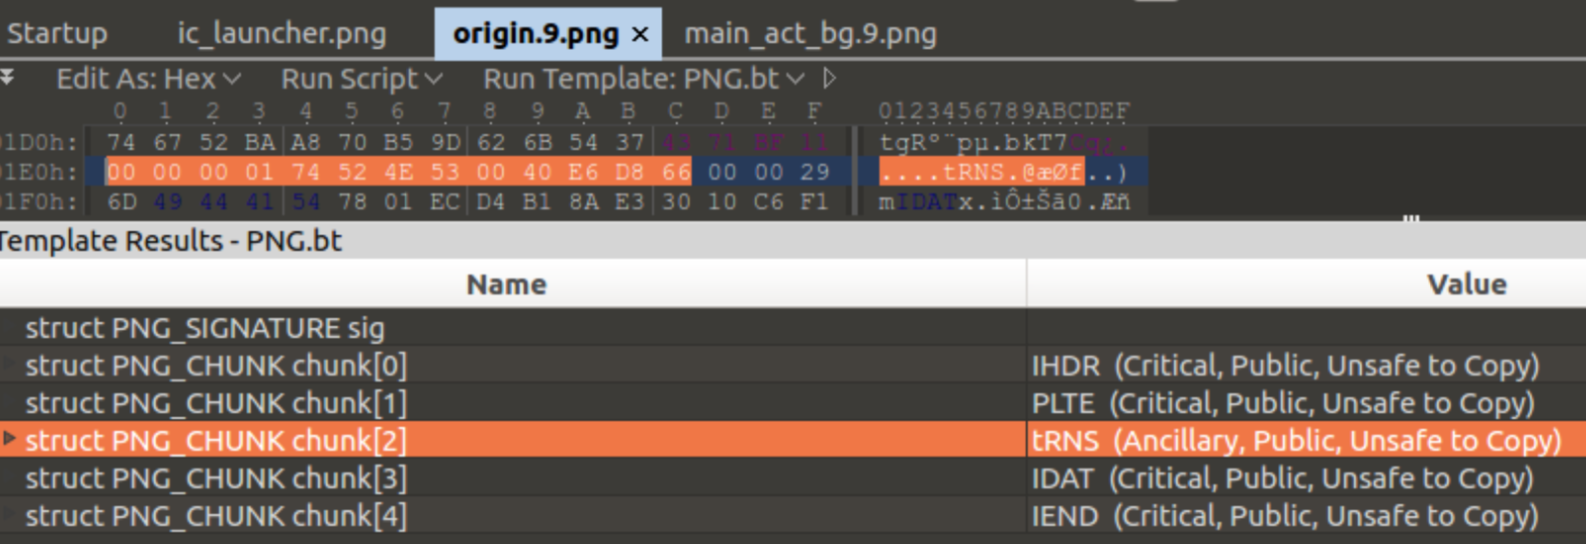 Startup ic_launcher.png origin.9.png × main_act_bg.9.png
Edit As: Hex Run Script Run Template: PNG.bt
0 1 2 3 4 5 6 7 8 9 A B C D E F 0123456789ABCDEF
1D0h: 74 67 52 BA A8 70 B5 9D 62 6B 54 37 43 71 BF 11 tgRº¨pµ.bkT7Cq¿.
1E0h: 00 00 00 01 74 52 4E 53 00 40 E6 D8 66 00 00 29 ....tRNS.@æØf..)
1F0h: 6D 49 44 41 54 78 01 EC D4 B1 8A E3 30 10 C6 F1 mIDATx.ìÔ±Šã0.Æñ
Template Results - PNG.bt
Name Value
struct PNG_SIGNATURE sig
struct PNG_CHUNK chunk[0] IHDR (Critical, Public, Unsafe to Copy)
struct PNG_CHUNK chunk[1] PLTE (Critical, Public, Unsafe to Copy)
struct PNG_CHUNK chunk[2] tRNS (Ancillary, Public, Unsafe to Copy)
struct PNG_CHUNK chunk[3] IDAT (Critical, Public, Unsafe to Copy)
struct PNG_CHUNK chunk[4] IEND (Critical, Public, Unsafe to Copy)